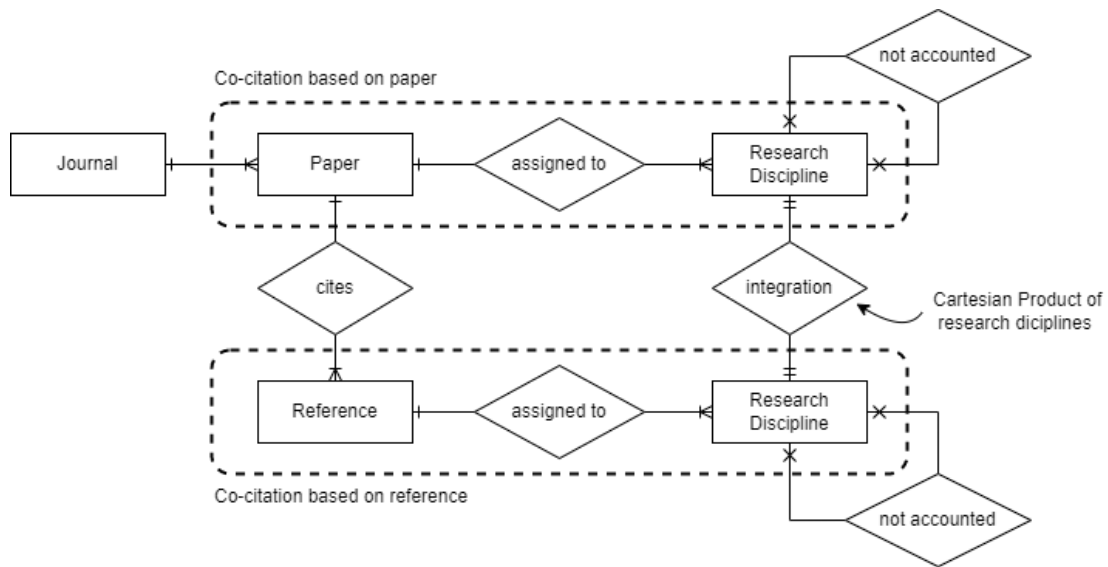 not accounted
Co-citation based on paper
Journal
Paper
assigned to
Research
Discipline
cites
integration
Cartesian Product of
research diciplines
Reference
assigned to
Research
Discipline
Co-citation based on reference
not accounted